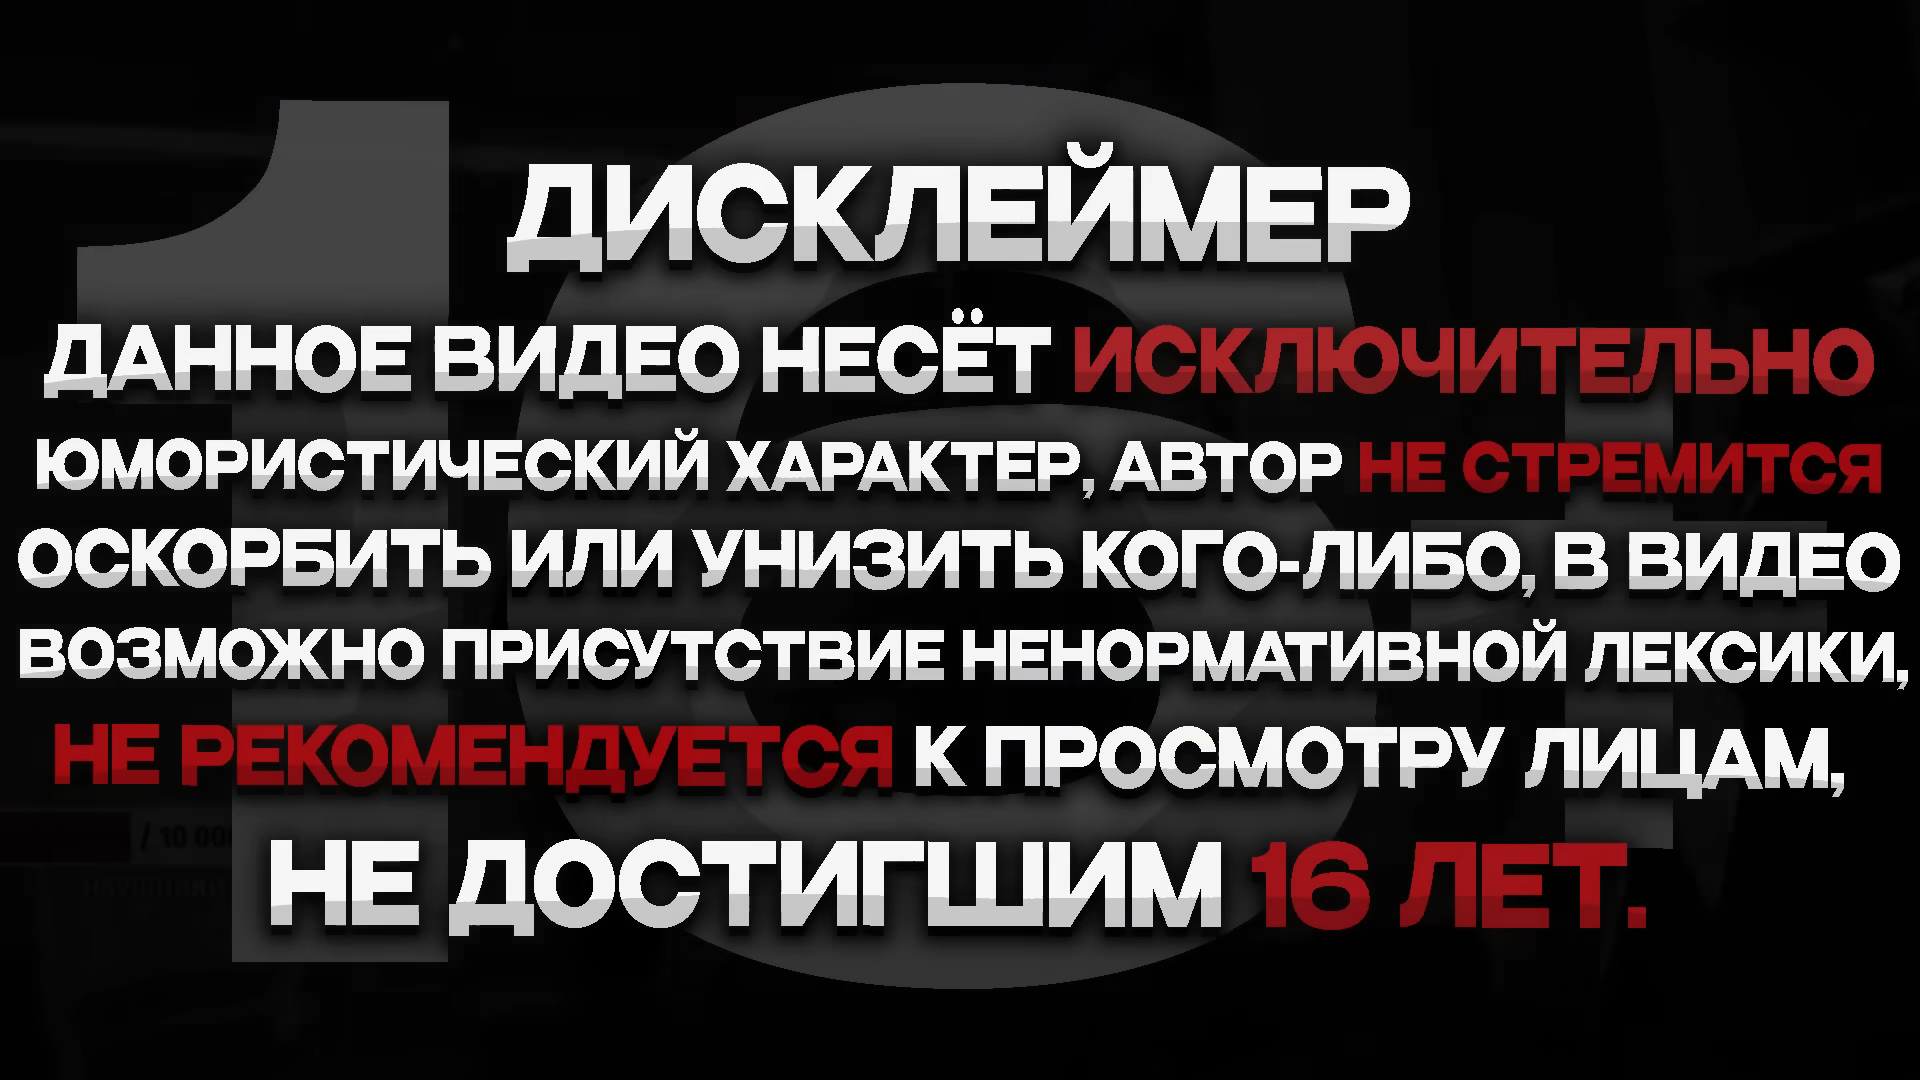 ДИСКЛЕЙМЕР
ДАННОЕ ВИДЕО НЕСЁТ ИСКЛЮЧИТЕЛЬНО
ЮМОРИСТИЧЕСКИЙ ХАРАКТЕР, АВТОР НЕ СТРЕМИТСЯ
ОСКОРБИТЬ ИЛИ УНИЗИТЬ КОГО-ЛИБО, В ВИДЕО
ВОЗМОЖНО ПРИСУТСТВИЕ НЕНОРМАТИВНОЙ ЛЕКСИКИ,
НЕ РЕКОМЕНДУЕТСЯ К ПРОСМОТРУ ЛИЦАМ,
НЕ ДОСТИГШИМ 16 ЛЕТ.
16+